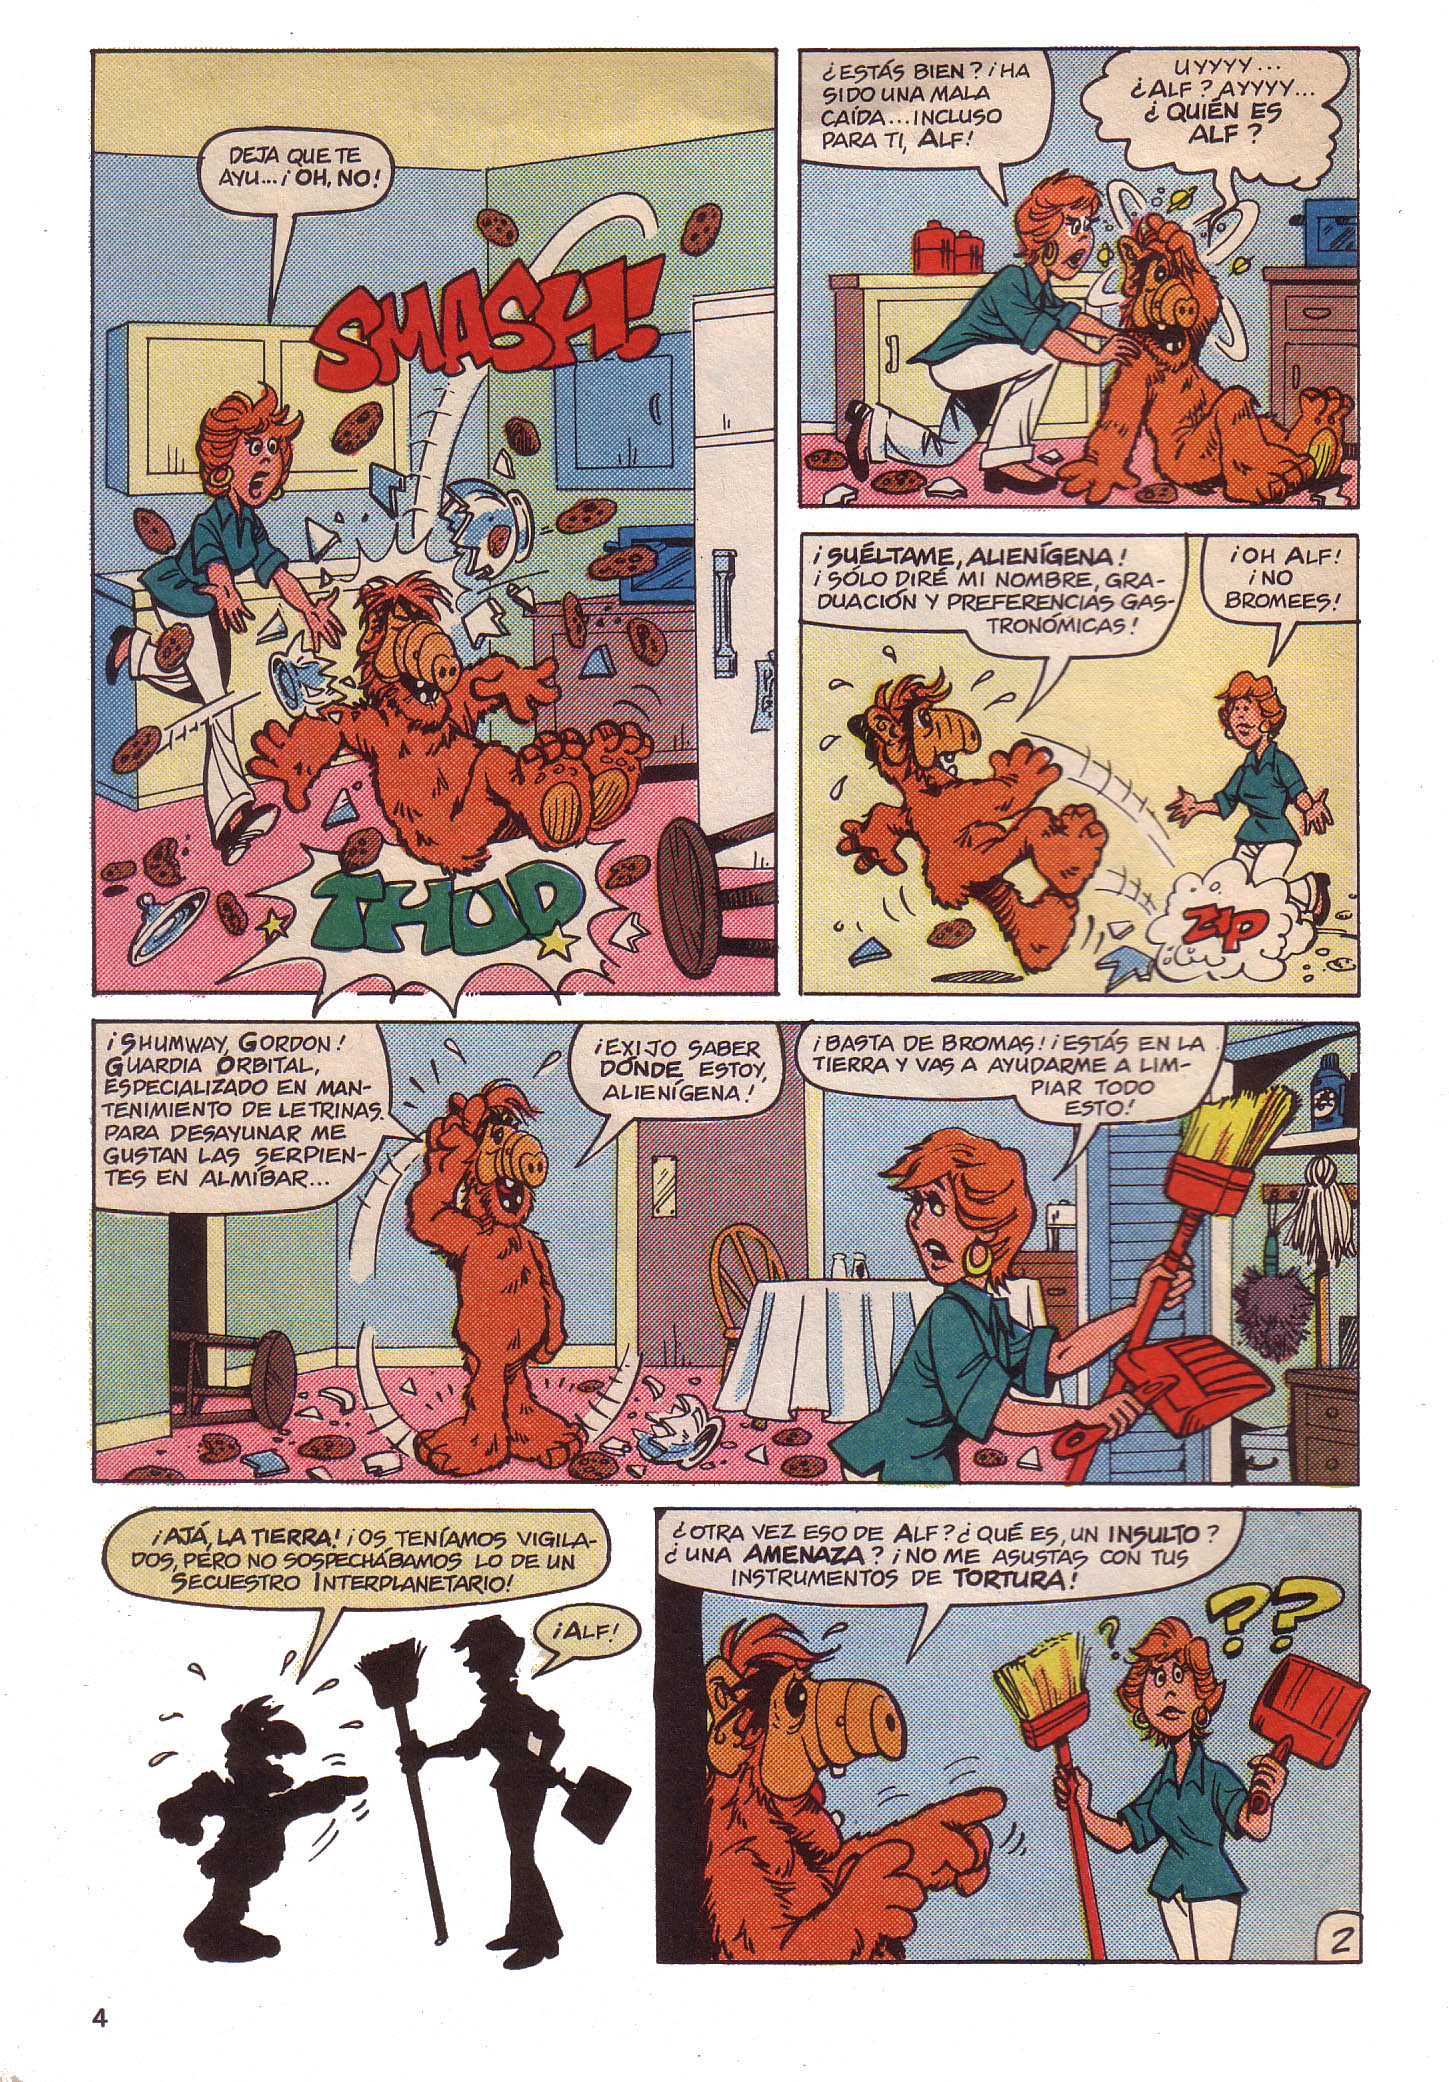 DEJA QUE TE
AYU...¡OH, NO!
SMASH!
THUD
¿ESTÁS BIEN? ¡HA
SIDO UNA MALA
CAÍDA...INCLUSO
PARA TI, ALF!
UYYYY...
¿ALF? AYYYY...
¿QUIÉN ES
ALF?
¡SUÉLTAME, ALIENÍGENA!
¡SÓLO DIRÉ MI NOMBRE, GRA-
DUACIÓN Y PREFERENCIAS GAS-
TRONÓMICAS!
¡OH ALF!
¡NO
BROMEES!
ZIP
¡SHUMWAY, GORDON!
GUARDIA ORBITAL,
ESPECIALIZADO EN MAN-
TENIMIENTO DE LETRINAS.
PARA DESAYUNAR ME
GUSTAN LAS SERPIEN-
TES EN ALMÍBAR...
¡EXIJO SABER
DÓNDE ESTOY,
ALIENÍGENA!
¡BASTA DE BROMAS! ¡ESTÁS EN LA
TIERRA Y VAS A AYUDARME A LIM-
PIAR TODO
ESTO!
¡AJÁ, LA TIERRA! ¡OS TENÍAMOS VIGILA-
DOS, PERO NO SOSPECHÁBAMOS LO DE UN
SECUESTRO INTERPLANETARIO!
¡ALF!
¿OTRA VEZ ESO DE ALF? ¿QUÉ ES, UN INSULTO?
¿UNA AMENAZA? ¡NO ME ASUSTAS CON TUS
INSTRUMENTOS DE TORTURA!
???
2
4